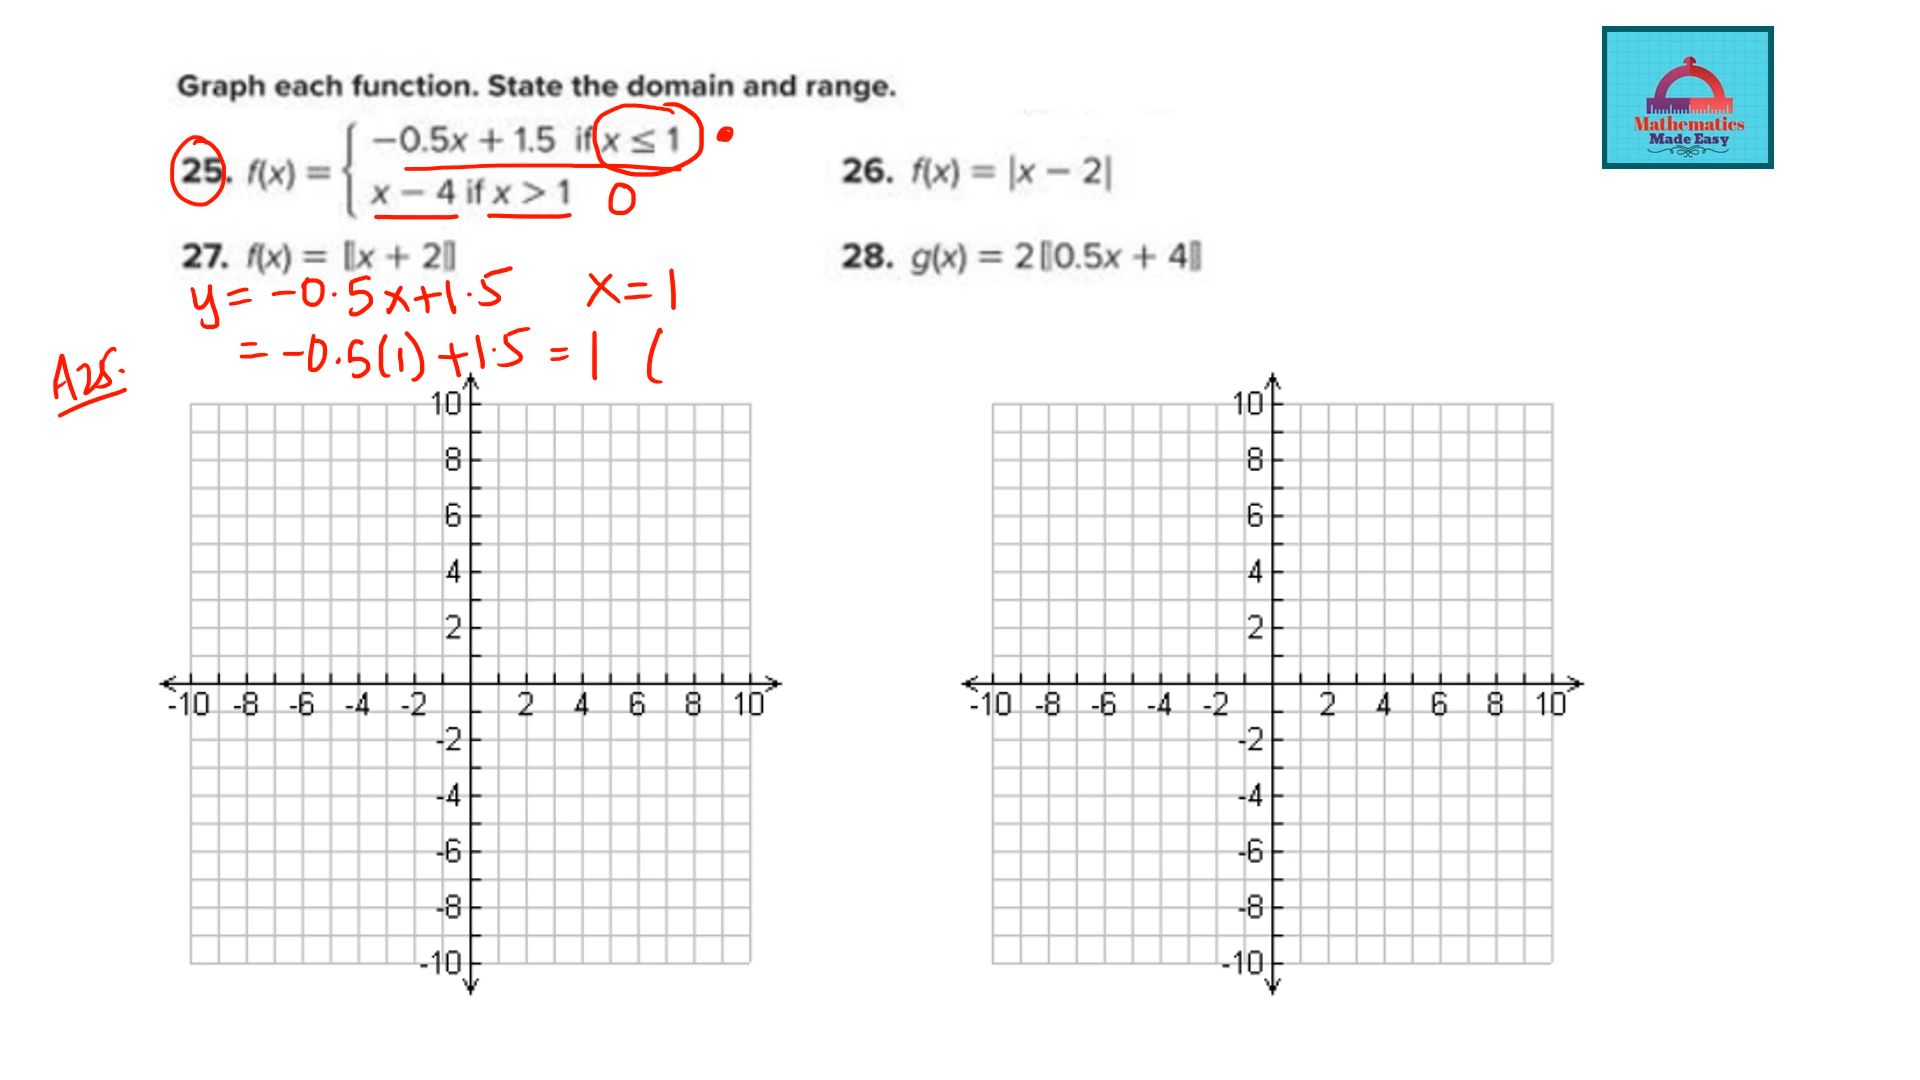 Graph each function. State the domain and range.
25. f(x) = { −0.5x + 1.5 if x ≤ 1
x − 4 if x > 1
26. f(x) = |x − 2|
27. f(x) = ⟦x + 2⟧
28. g(x) = 2⟦0.5x + 4⟧
y = -0.5x+1.5 x=1
= -0.5(1)+1.5 = 1 (
A25.
Mathematics
Made Easy
10
8
6
4
2
-10 -8 -6 -4 -2 2 4 6 8 10
-2
-4
-6
-8
-10
10
8
6
4
2
-10 -8 -6 -4 -2 2 4 6 8 10
-2
-4
-6
-8
-10